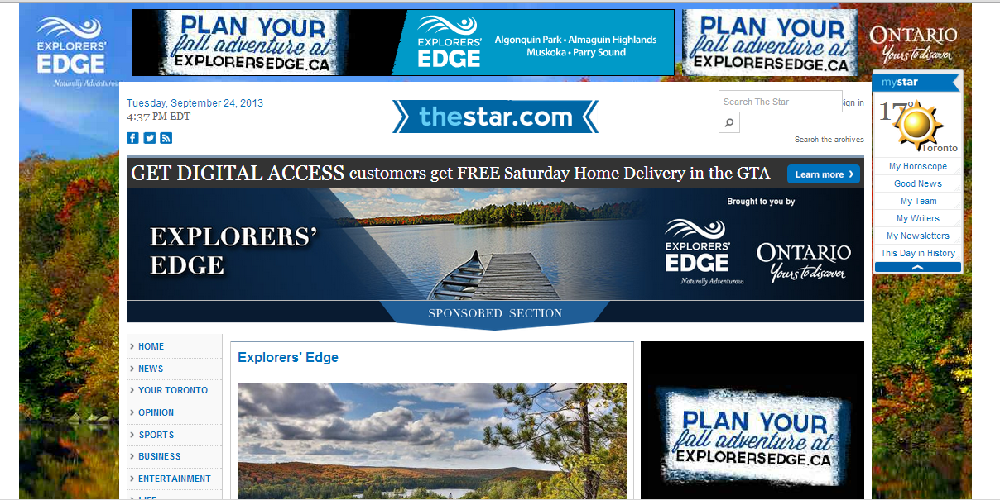 EXPLORERS'
EDGE
Naturally Adventurous
PLAN YOUR
fall adventure at
EXPLORERSEDGE.CA
EXPLORERS'
EDGE
Algonquin Park • Almaguin Highlands
Muskoka • Parry Sound
PLAN YOUR
fall adventure at
EXPLORERSEDGE.CA
ONTARIO
Yours to discover
Tuesday, September 24, 2013
4:37 PM EDT
thestar.com
Search The Star
sign in
Search the archives
mystar
17°
Toronto
My Horoscope
Good News
My Team
My Writers
My Newsletters
This Day in History
GET DIGITAL ACCESS customers get FREE Saturday Home Delivery in the GTA
Learn more ›
EXPLORERS'
EDGE
Brought to you by
EXPLORERS'
EDGE
Naturally Adventurous
ONTARIO
Yours to discover
SPONSORED SECTION
› HOME
› NEWS
› YOUR TORONTO
› OPINION
› SPORTS
› BUSINESS
› ENTERTAINMENT
› LIFE
Explorers' Edge
PLAN YOUR
fall adventure at
EXPLORERSEDGE.CA